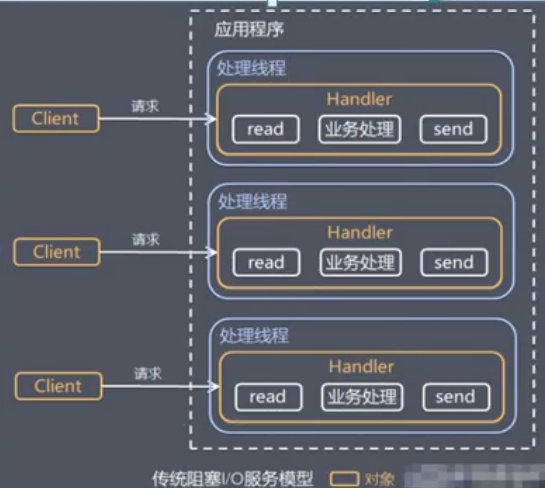 应用程序
处理线程
Handler
Client
请求
read
业务处理
send
处理线程
Handler
Client
请求
read
业务处理
send
处理线程
Handler
Client
请求
read
业务处理
send
传统阻塞I/O服务模型
对象